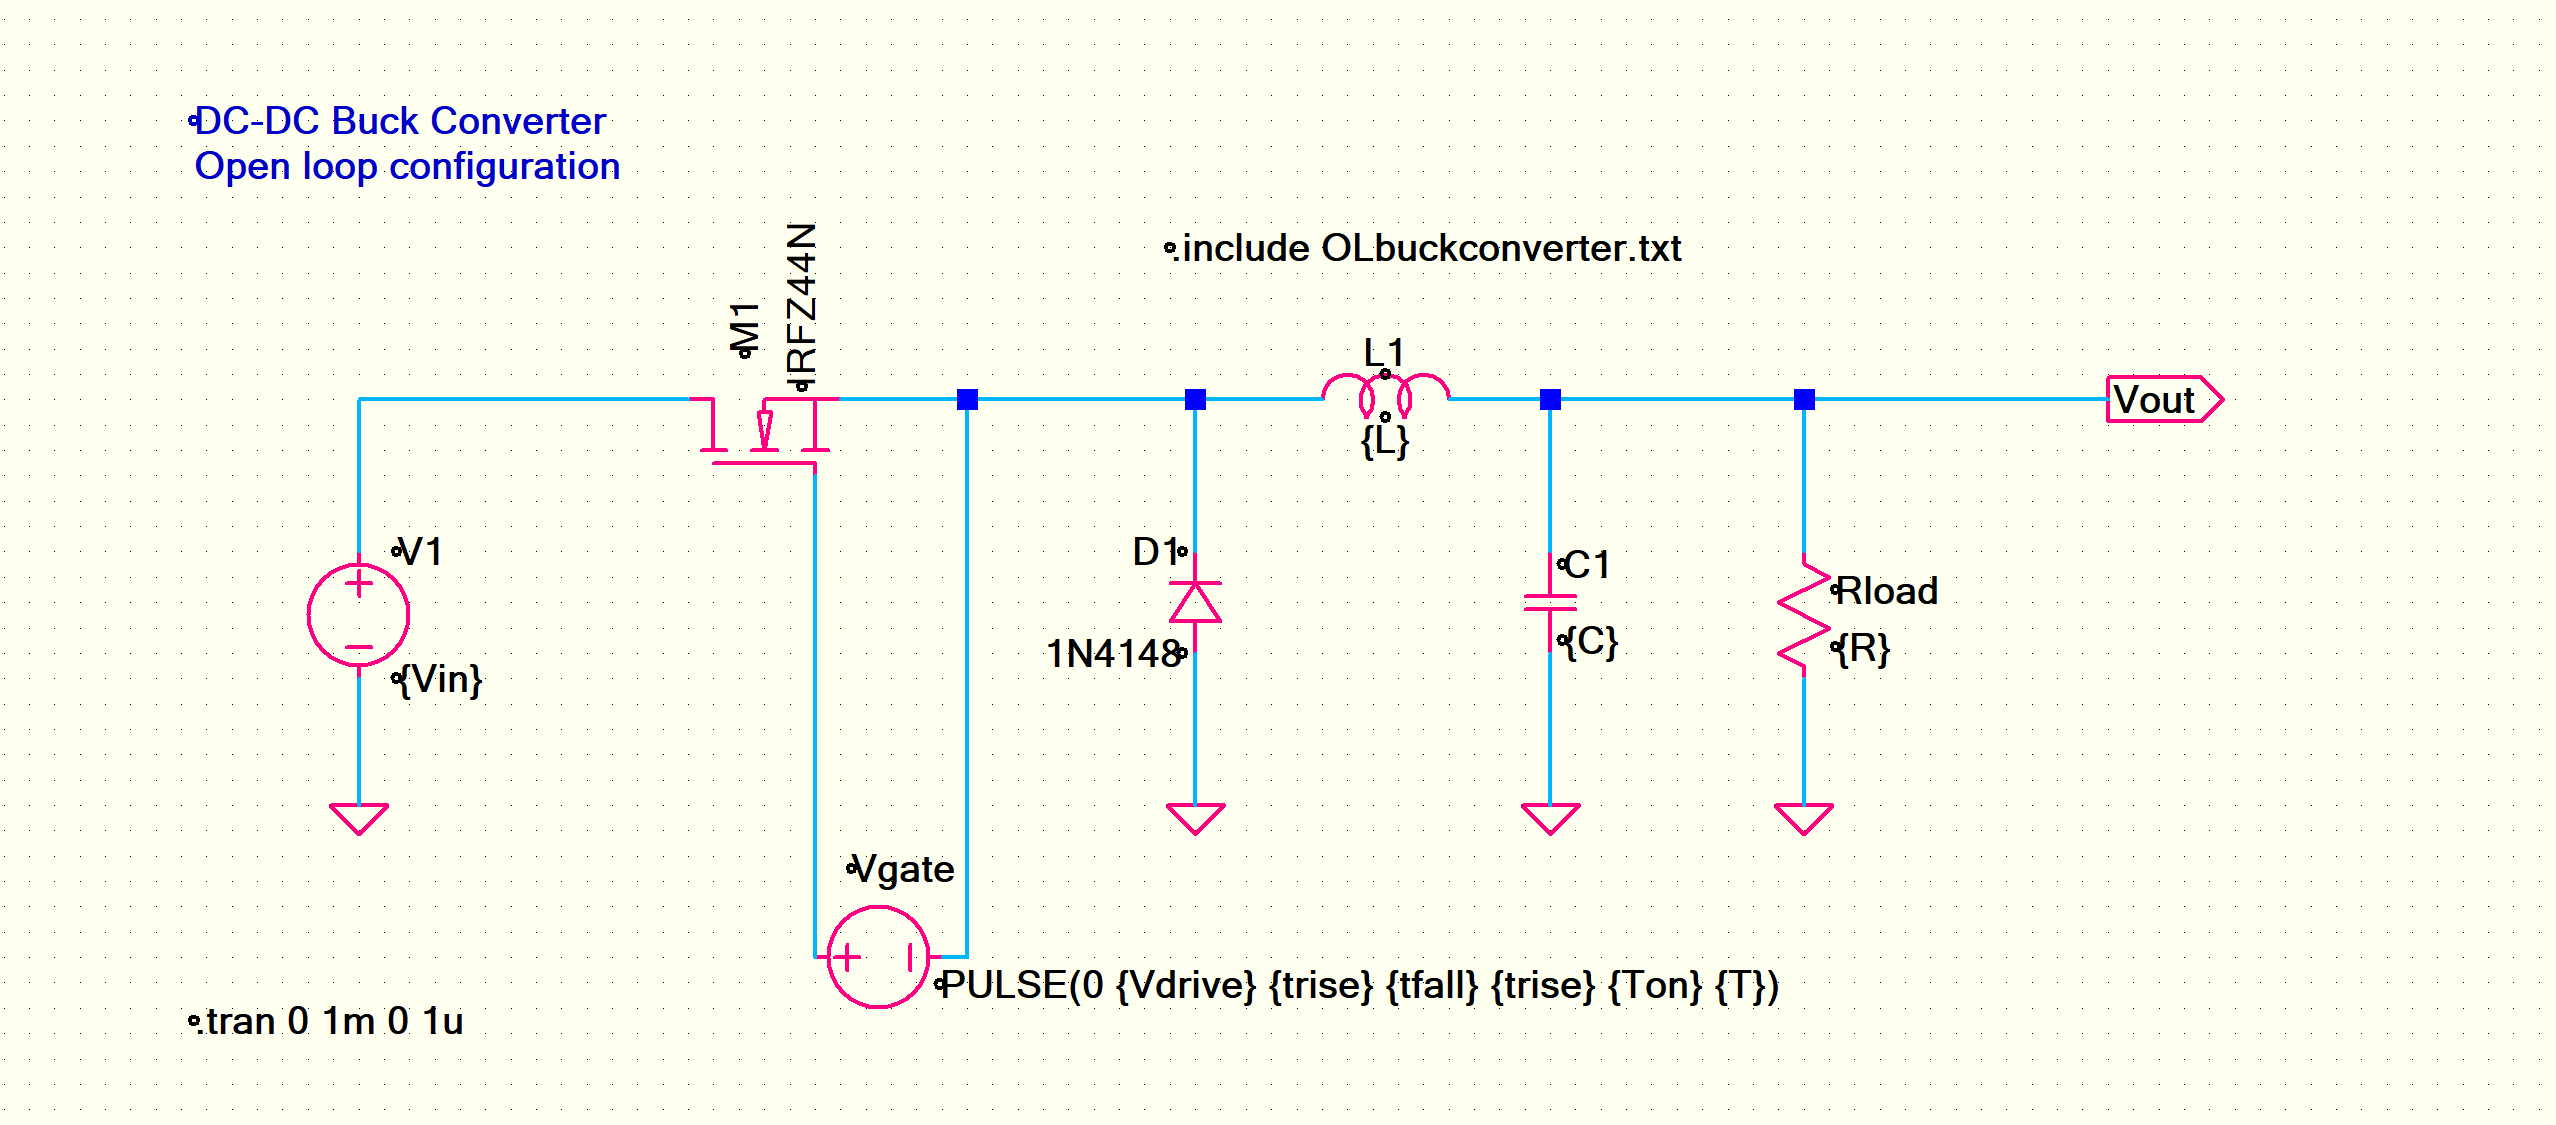 DC-DC Buck Converter
Open loop configuration
.include OLbuckconverter.txt
M1
IRFZ44N
L1
{L}
Vout
V1
{Vin}
D1
1N4148
C1
{C}
Rload
{R}
Vgate
PULSE(0 {Vdrive} {trise} {tfall} {trise} {Ton} {T})
.tran 0 1m 0 1u